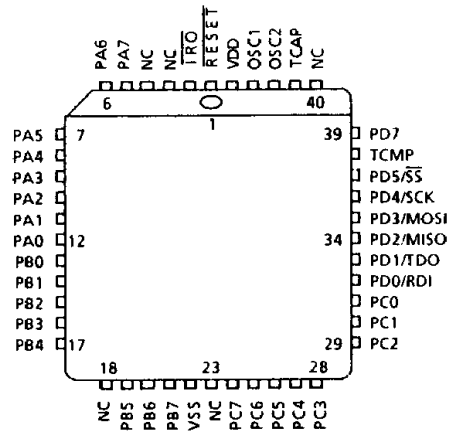 PA6 PA7 NC NC IRQ RESET VDD OSC1 OSC2 TCAP NC
6 40
1
PA5 7 39 PD7
PA4 TCMP
PA3 PD5/SS
PA2 PD4/SCK
PA1 PD3/MOSI
PA0 12 34 PD2/MISO
PB0 PD1/TDO
PB1 PD0/RDI
PB2 PC0
PB3 PC1
PB4 17 29 PC2
18 23 28
NC PB5 PB6 PB7 VSS NC PC7 PC6 PC5 PC4 PC3